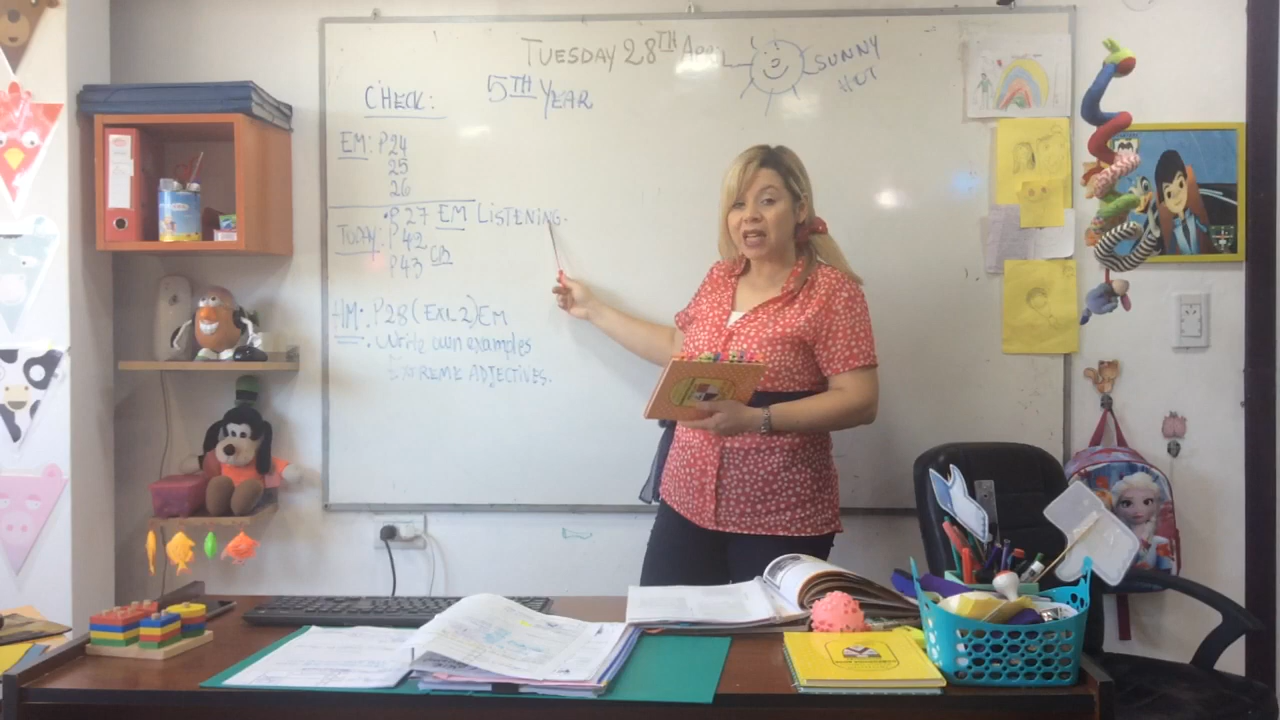 TUESDAY 28TH APRIL
SUNNY
HOT
CHECK:
5TH YEAR
EM: P24
25
26
TODAY:
•P27 EM LISTENING.
P42
P43 CB
HM: P28 (Exc 2) EM
• Write own examples
EXTREME ADJECTIVES.